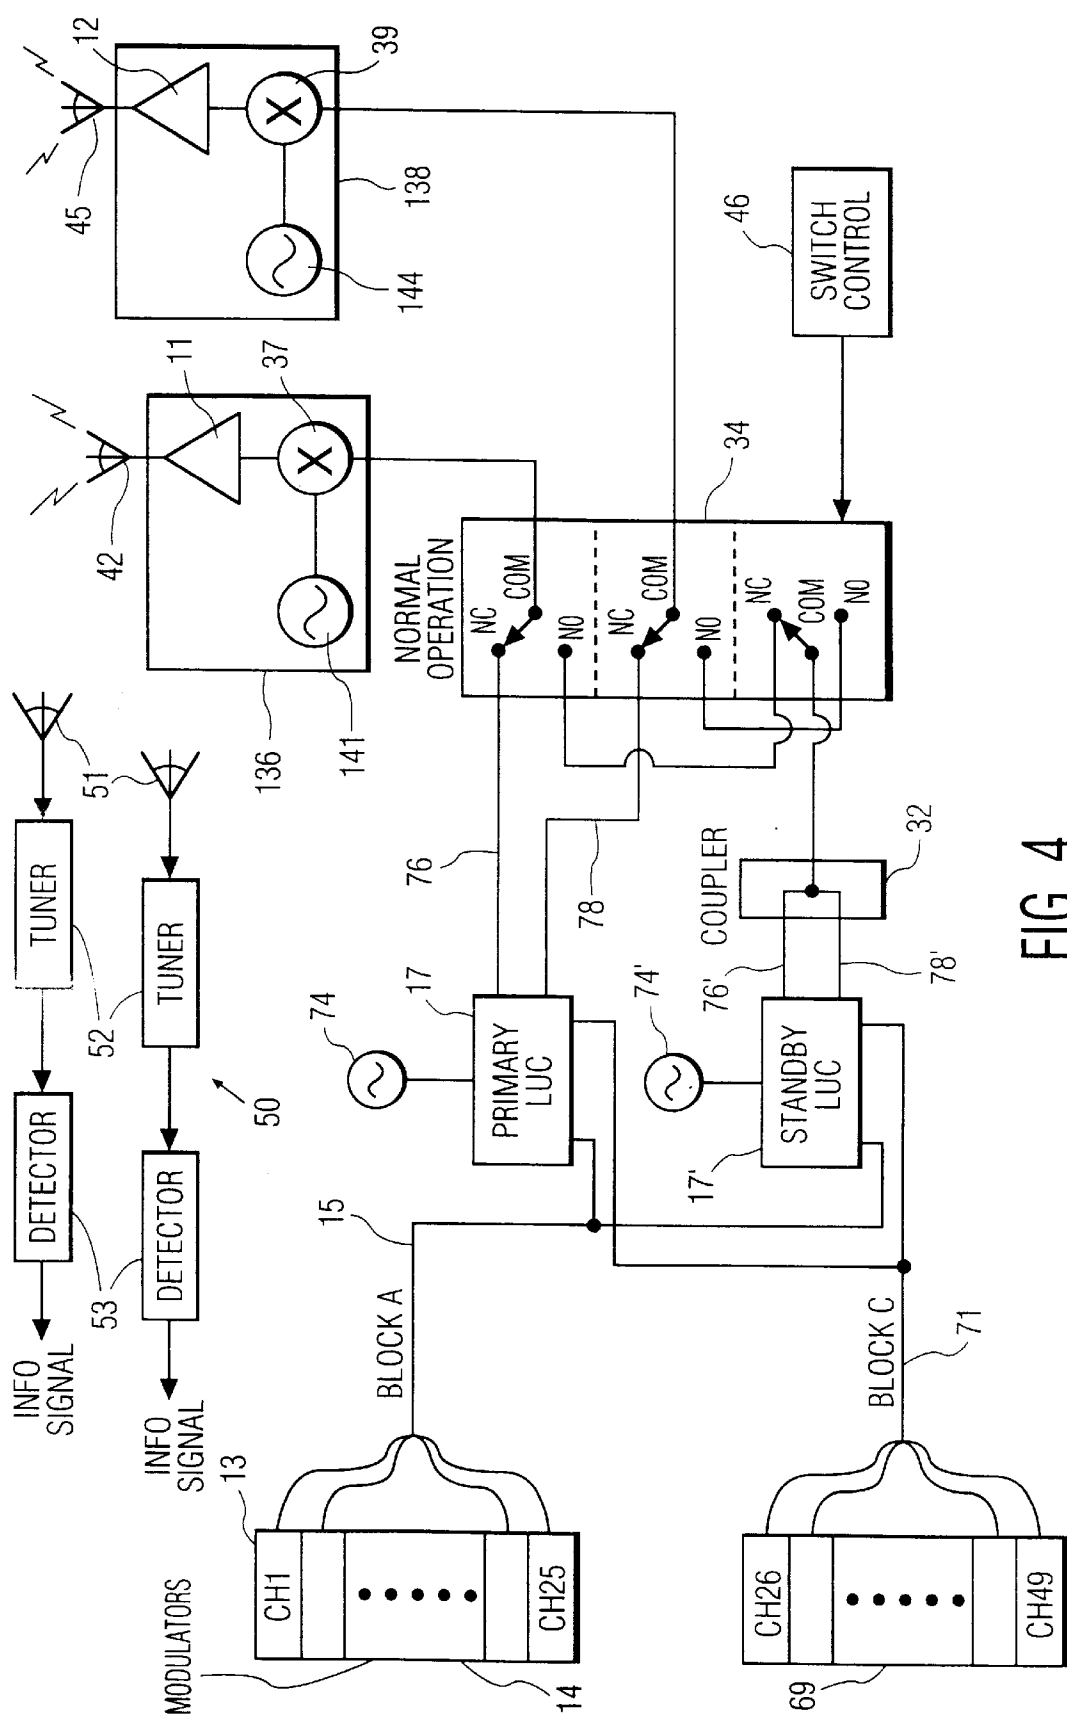 INFO
SIGNAL
DETECTOR
TUNER
51
53
52
INFO
SIGNAL
DETECTOR
TUNER
50
MODULATORS
13
CH1
CH25
14
BLOCK A
15
74
PRIMARY
LUC
17
76
78
136
141
42
11
37
45
12
39
144
138
NORMAL
OPERATION
NC
COM
NO
NC
COM
NO
NC
COM
NO
34
46
SWITCH
CONTROL
CH26
CH49
69
BLOCK C
71
74'
STANDBY
LUC
17'
76'
78'
COUPLER
32
FIG. 4